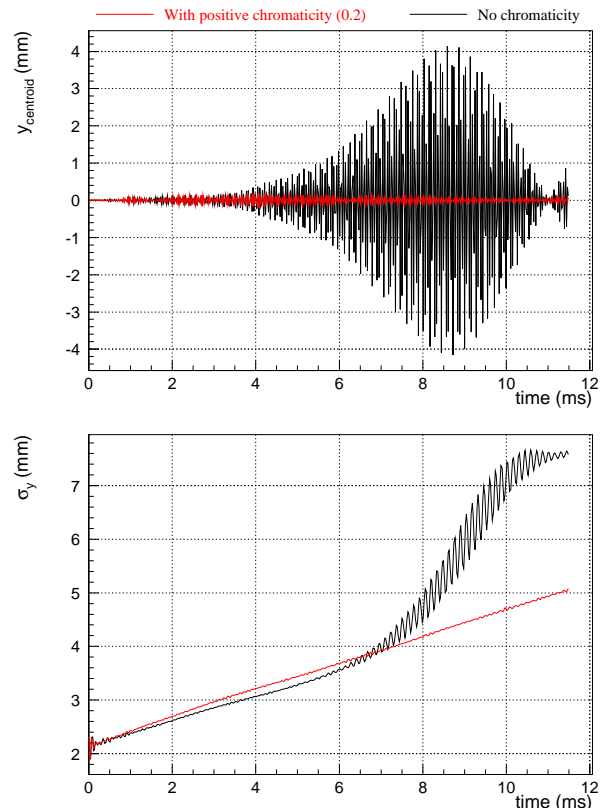 With positive chromaticity (0.2) No chromaticity
y_centroid (mm)
4
3
2
1
0
-1
-2
-3
-4
0 2 4 6 8 10 12
time (ms)
σ_y (mm)
7
6
5
4
3
2
0 2 4 6 8 10 12
time (ms)